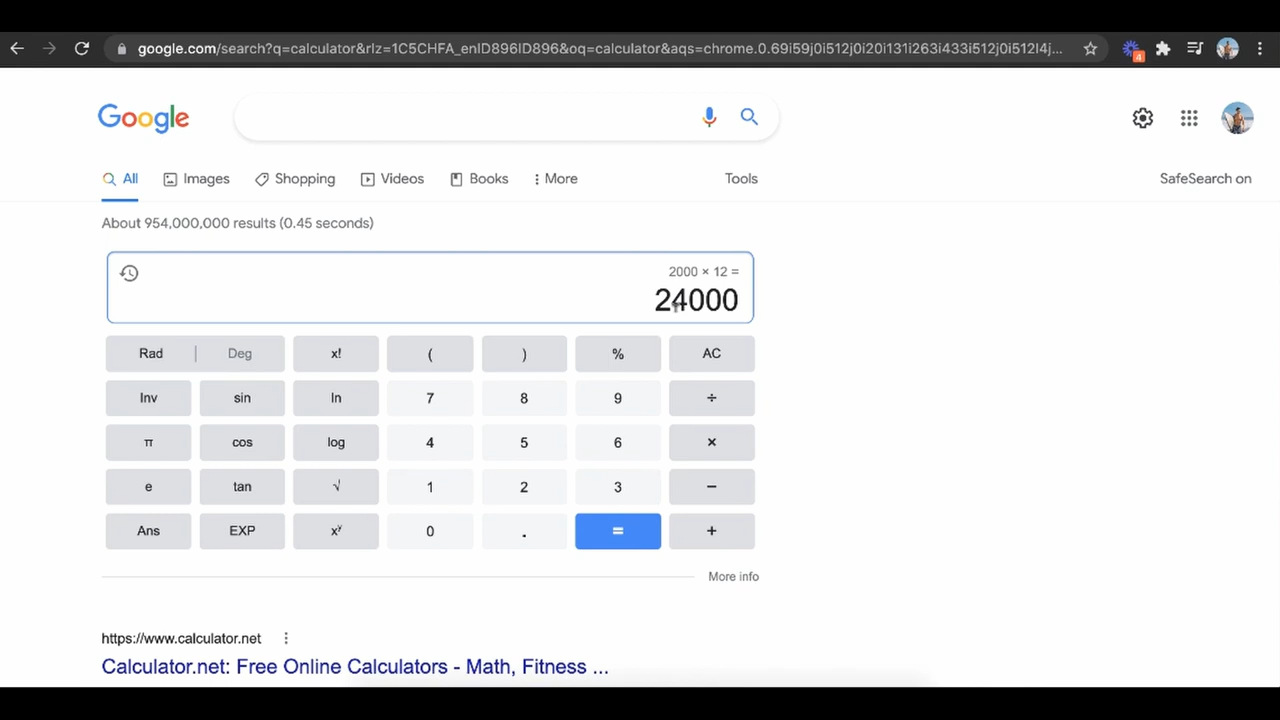 google.com/search?q=calculator&rlz=1C5CHFA_enID896ID896&oq=calculator&aqs=chrome.0.69i59j0i512j0i20i131i263i433i512j0i512l4j...
4
Google
All Images Shopping Videos Books More Tools SafeSearch on
About 954,000,000 results (0.45 seconds)
2000 × 12 =
24000
Rad | Deg x! ( ) % AC
Inv sin ln 7 8 9 ÷
π cos log 4 5 6 ×
e tan √ 1 2 3 −
Ans EXP xʸ 0 . = +
More info
https://www.calculator.net
Calculator.net: Free Online Calculators - Math, Fitness ...